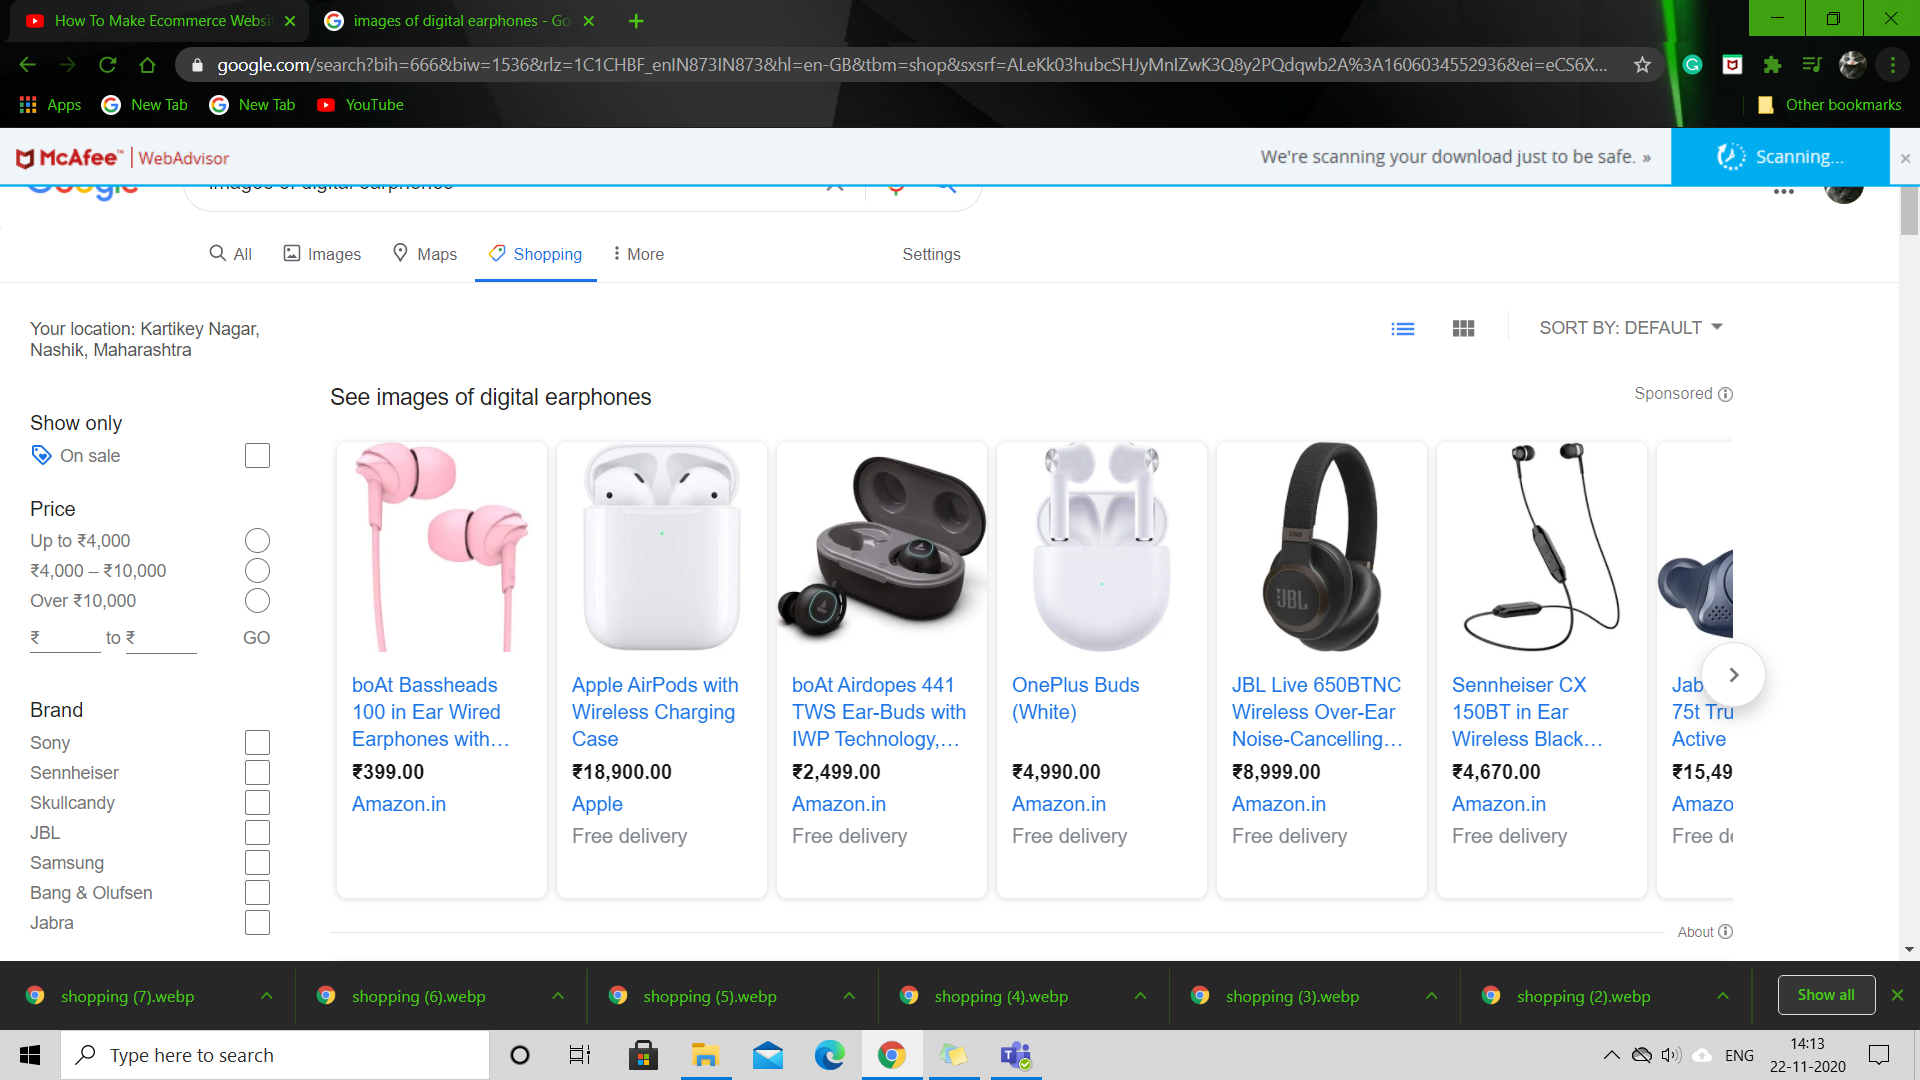 How To Make Ecommerce Websi
images of digital earphones - Go
google.com/search?bih=666&biw=1536&rlz=1C1CHBF_enIN873IN873&hl=en-GB&tbm=shop&sxsrf=ALeKk03hubcSHJyMnIZwK3Q8y2PQdqwb2A%3A1606034552936&ei=eCS6X...
Apps
New Tab
New Tab
YouTube
Other bookmarks
McAfee™ | WebAdvisor
We're scanning your download just to be safe. »
Scanning...
Google
images of digital earphones
All
Images
Maps
Shopping
More
Settings
Your location: Kartikey Nagar,
Nashik, Maharashtra
SORT BY: DEFAULT
See images of digital earphones
Sponsored
Show only
On sale
Price
Up to ₹4,000
₹4,000 – ₹10,000
Over ₹10,000
₹ to ₹ GO
Brand
Sony
Sennheiser
Skullcandy
JBL
Samsung
Bang & Olufsen
Jabra
boAt Bassheads
100 in Ear Wired
Earphones with...
₹399.00
Amazon.in
Apple AirPods with
Wireless Charging
Case
₹18,900.00
Apple
Free delivery
boAt Airdopes 441
TWS Ear-Buds with
IWP Technology,...
₹2,499.00
Amazon.in
Free delivery
OnePlus Buds
(White)
₹4,990.00
Amazon.in
Free delivery
LIVE
JBL
JBL Live 650BTNC
Wireless Over-Ear
Noise-Cancelling...
₹8,999.00
Amazon.in
Free delivery
Sennheiser CX
150BT in Ear
Wireless Black...
₹4,670.00
Amazon.in
Free delivery
Jab
75t Tru
Active
₹15,49
Amazo
Free de
About
shopping (7).webp
shopping (6).webp
shopping (5).webp
shopping (4).webp
shopping (3).webp
shopping (2).webp
Show all
Type here to search
ENG
14:13
22-11-2020